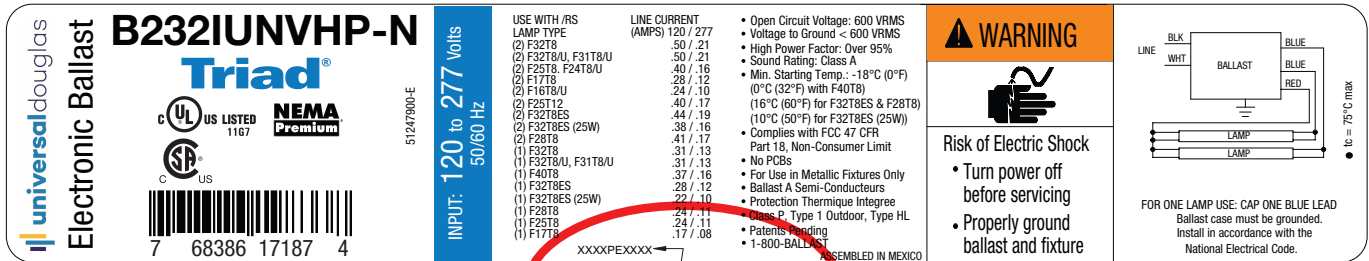 universaldouglas
Electronic Ballast
B232IUNVHP-N
Triad®
C UL US LISTED
11G7
NEMA
Premium
CSA®
C US
7 68386 17187 4
51247900-E
INPUT: 120 to 277 Volts
50/60 Hz
USE WITH /RS LINE CURRENT
LAMP TYPE (AMPS) 120 / 277
(2) F32T8 .50 / .21
(2) F32T8/U, F31T8/U .50 / .21
(2) F25T8. F24T8/U .40 / .16
(2) F17T8 .28 / .12
(2) F16T8/U .24 / .10
(2) F25T12 .40 / .17
(2) F32T8ES .44 / .19
(2) F32T8ES (25W) .38 / .16
(2) F28T8 .41 / .17
(1) F32T8 .31 / .13
(1) F32T8/U, F31T8/U .31 / .13
(1) F40T8 .37 / .16
(1) F32T8ES .28 / .12
(1) F32T8ES (25W) .22 / .10
(1) F28T8 .24 / .11
(1) F25T8 .24 / .11
(1) F17T8 .17 / .08
XXXXPEXXXX
• Open Circuit Voltage: 600 VRMS
• Voltage to Ground < 600 VRMS
• High Power Factor: Over 95%
• Sound Rating: Class A
• Min. Starting Temp.: -18°C (0°F)
(0°C (32°F) with F40T8)
(16°C (60°F) for F32T8ES & F28T8)
(10°C (50°F) for F32T8ES (25W))
• Complies with FCC 47 CFR
Part 18, Non-Consumer Limit
• No PCBs
• For Use in Metallic Fixtures Only
• Ballast A Semi-Conducteurs
• Protection Thermique Integree
• Class P, Type 1 Outdoor, Type HL
• Patents Pending
• 1-800-BALLAST
ASSEMBLED IN MEXICO
WARNING
Risk of Electric Shock
• Turn power off
before servicing
• Properly ground
ballast and fixture
LINE
BLK
WHT
BALLAST
BLUE
BLUE
RED
LAMP
LAMP
• tc = 75°C max
FOR ONE LAMP USE: CAP ONE BLUE LEAD
Ballast case must be grounded.
Install in accordance with the
National Electrical Code.